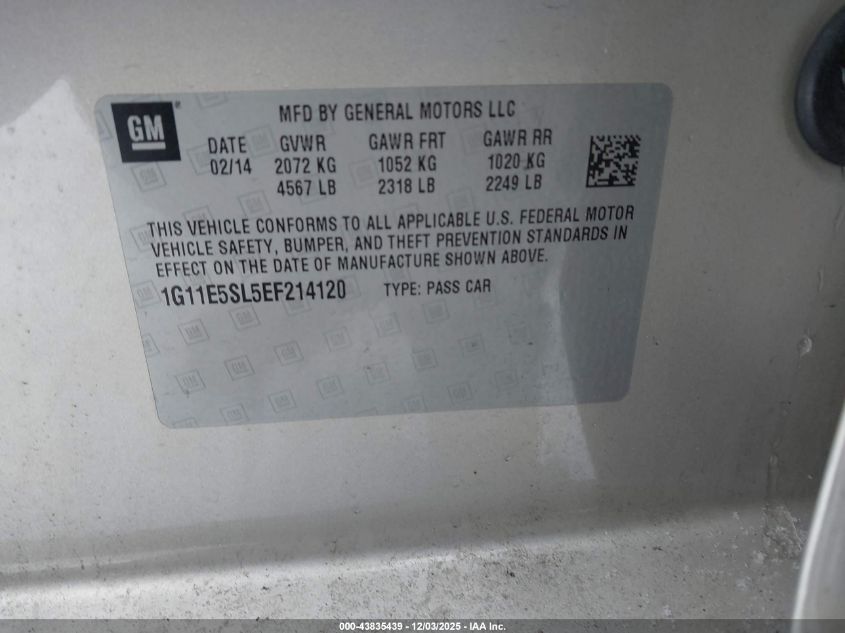 GM
MFD BY GENERAL MOTORS LLC
DATE GVWR GAWR FRT GAWR RR
02/14 2072 KG 1052 KG 1020 KG
4567 LB 2318 LB 2249 LB
THIS VEHICLE CONFORMS TO ALL APPLICABLE U.S. FEDERAL MOTOR
VEHICLE SAFETY, BUMPER, AND THEFT PREVENTION STANDARDS IN
EFFECT ON THE DATE OF MANUFACTURE SHOWN ABOVE.
1G11E5SL5EF214120 TYPE: PASS CAR
000-43835439 - 12/03/2025 - IAA Inc.